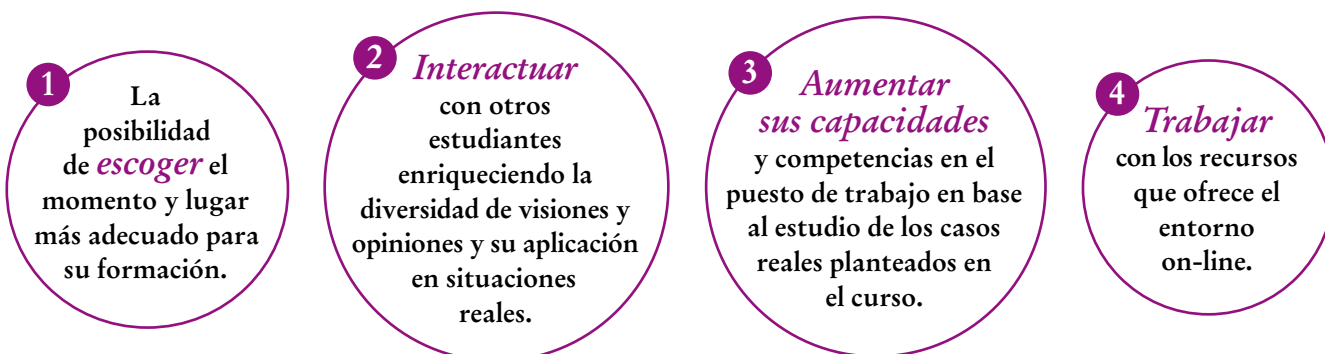 1
La
posibilidad
de escoger el
momento y lugar
más adecuado para
su formación.
2
Interactuar
con otros
estudiantes
enriqueciendo la
diversidad de visiones y
opiniones y su aplicación
en situaciones
reales.
3
Aumentar
sus capacidades
y competencias en el
puesto de trabajo en base
al estudio de los casos
reales planteados en
el curso.
4
Trabajar
con los recursos
que ofrece el
entorno
on-line.